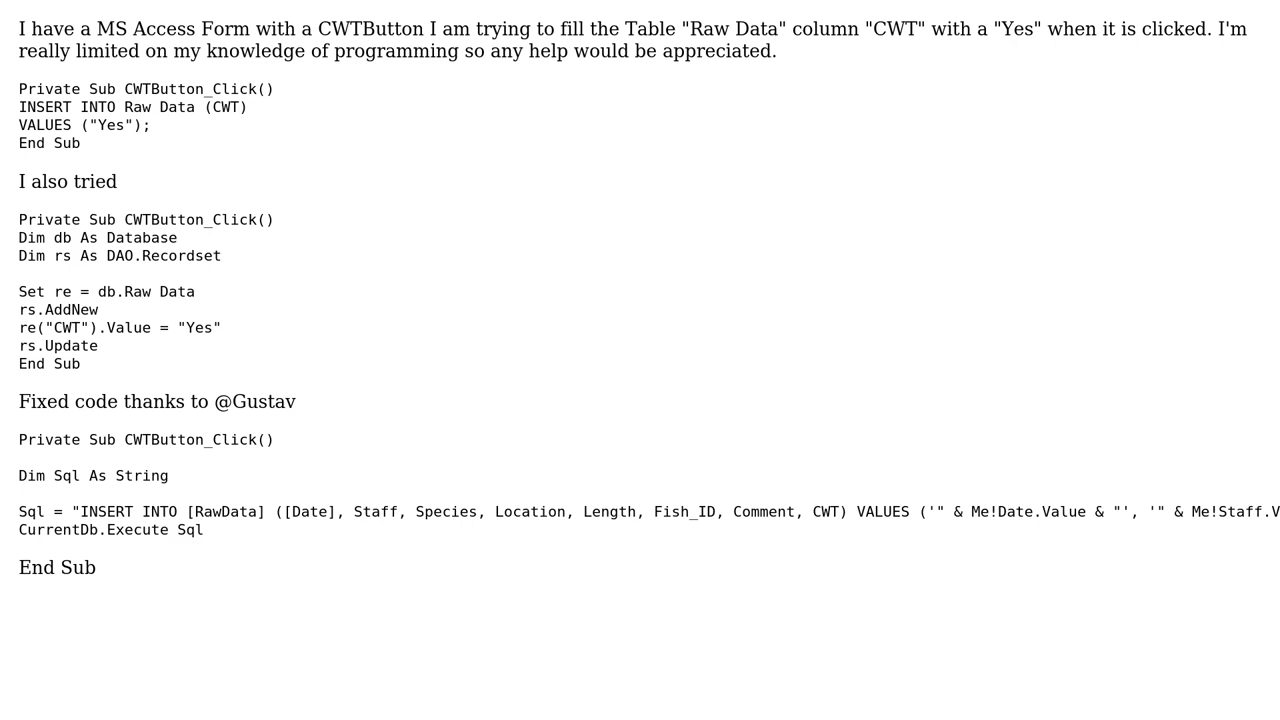 I have a MS Access Form with a CWTButton I am trying to fill the Table "Raw Data" column "CWT" with a "Yes" when it is clicked. I'm
really limited on my knowledge of programming so any help would be appreciated.
Private Sub CWTButton_Click()
INSERT INTO Raw Data (CWT)
VALUES ("Yes");
End Sub
I also tried
Private Sub CWTButton_Click()
Dim db As Database
Dim rs As DAO.Recordset
Set re = db.Raw Data
rs.AddNew
re("CWT").Value = "Yes"
rs.Update
End Sub
Fixed code thanks to @Gustav
Private Sub CWTButton_Click()
Dim Sql As String
Sql = "INSERT INTO [RawData] ([Date], Staff, Species, Location, Length, Fish_ID, Comment, CWT) VALUES ('" & Me!Date.Value & "', '" & Me!Staff.V
CurrentDb.Execute Sql
End Sub